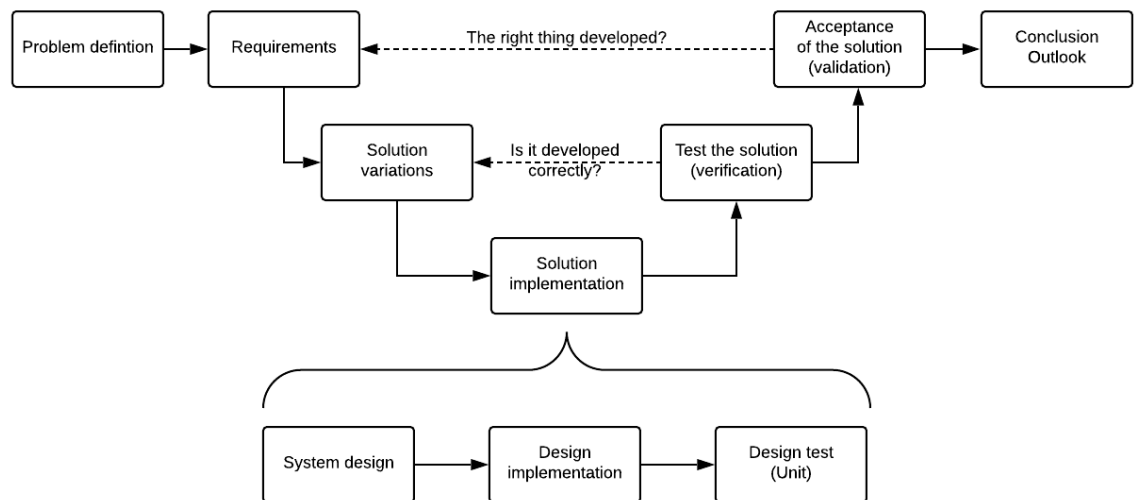 Problem defintion
Requirements
The right thing developed?
Acceptance
of the solution
(validation)
Conclusion
Outlook
Solution
variations
Is it developed
correctly?
Test the solution
(verification)
Solution
implementation
System design
Design
implementation
Design test
(Unit)